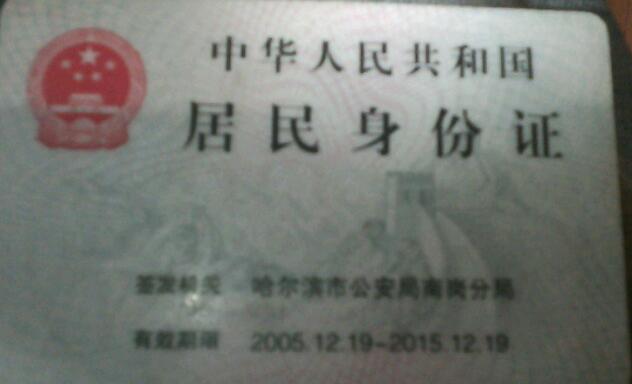 中华人民共和国
居民身份证
签发机关 哈尔滨市公安局南岗分局
有效期限 2005.12.19-2015.12.19